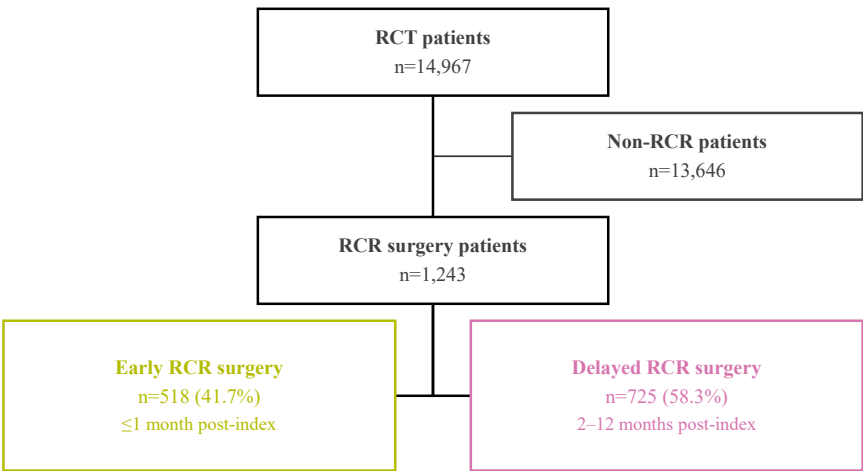 RCT patients
n=14,967
Non-RCR patients
n=13,646
RCR surgery patients
n=1,243
Early RCR surgery
n=518 (41.7%)
≤1 month post-index
Delayed RCR surgery
n=725 (58.3%)
2–12 months post-index